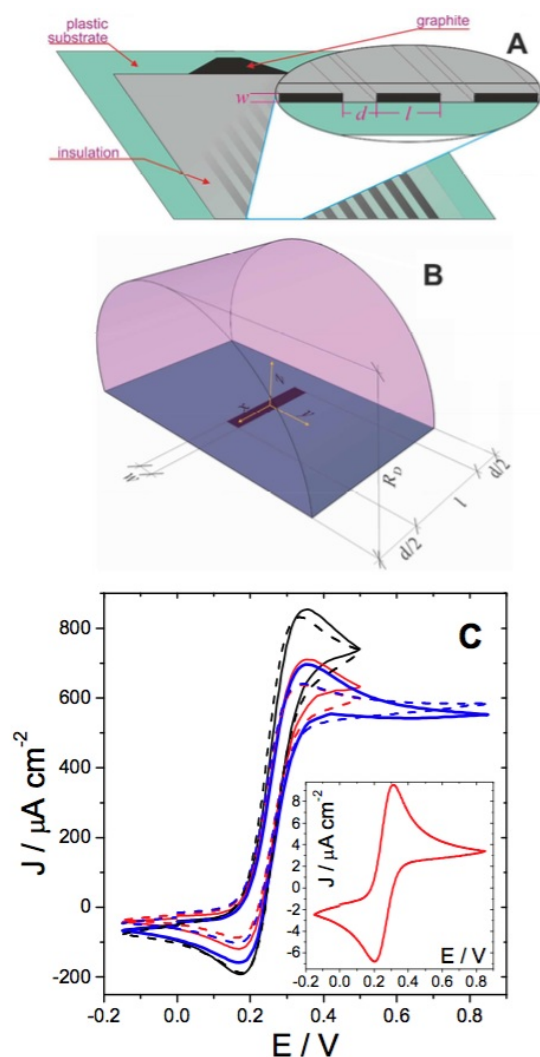 plastic
substrate
graphite
A
w
d
l
insulation
B
z
x
y
w
R_D
d/2
l
d/2
C
J / μA cm⁻²
800
600
400
200
0
-200
-0.2
0.0
0.2
0.4
0.6
0.8
E / V
J / μA cm⁻²
8
6
4
2
0
-2
-4
-6
-0.2
0.0
0.2
0.4
0.6
0.8
E / V